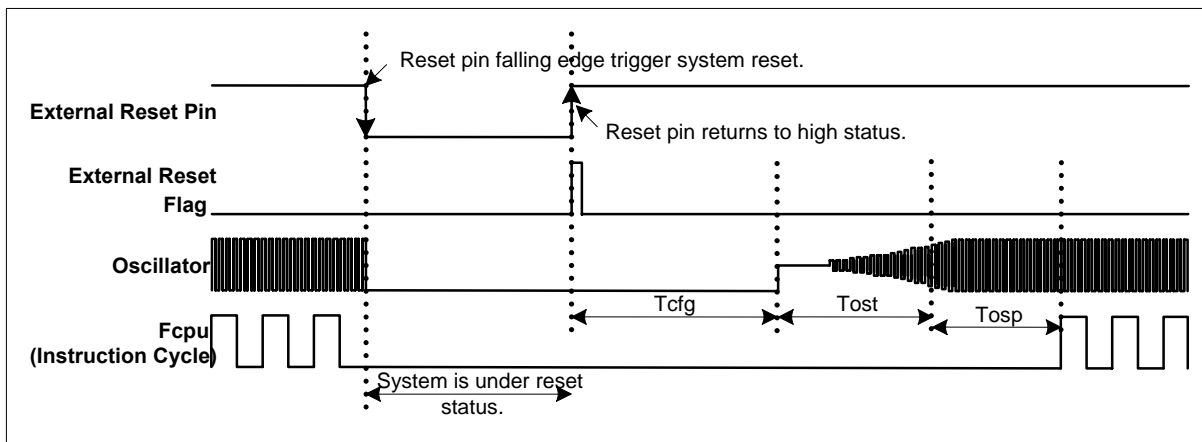 Reset pin falling edge trigger system reset.
External Reset Pin
Reset pin returns to high status.
External Reset
Flag
Oscillator
Tcfg
Tost
Tosp
Fcpu
(Instruction Cycle)
System is under reset
status.